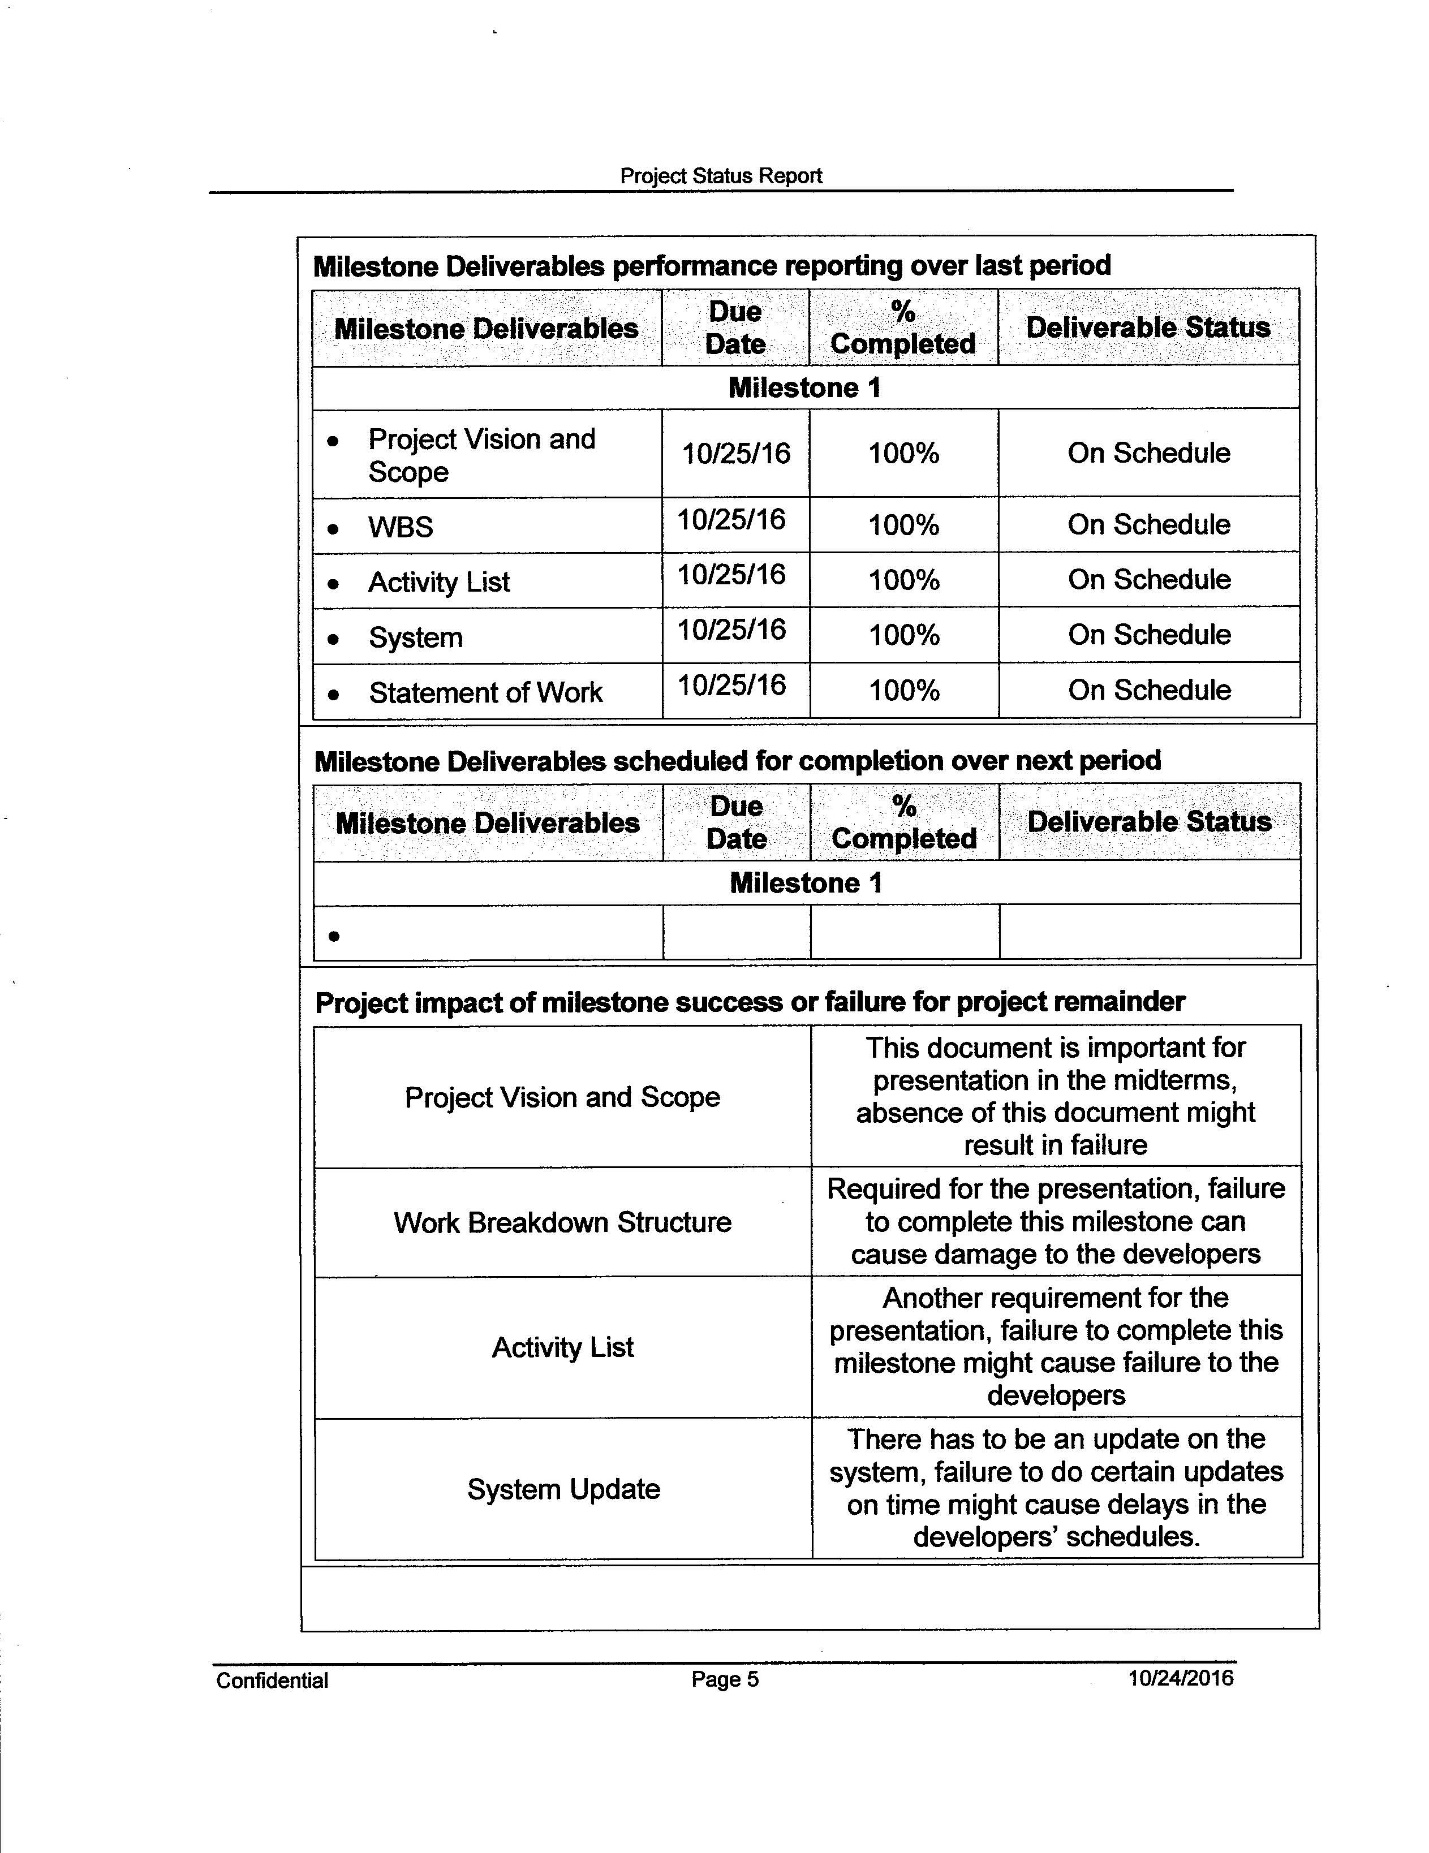 Project Status Report
Milestone Deliverables performance reporting over last period
Milestone Deliverables
Due
Date
%
Completed
Deliverable Status
Milestone 1
• Project Vision and
Scope
10/25/16
100%
On Schedule
• WBS
10/25/16
100%
On Schedule
• Activity List
10/25/16
100%
On Schedule
• System
10/25/16
100%
On Schedule
• Statement of Work
10/25/16
100%
On Schedule
Milestone Deliverables scheduled for completion over next period
Milestone Deliverables
Due
Date
%
Completed
Deliverable Status
Milestone 1
•
Project impact of milestone success or failure for project remainder
Project Vision and Scope
This document is important for
presentation in the midterms,
absence of this document might
result in failure
Work Breakdown Structure
Required for the presentation, failure
to complete this milestone can
cause damage to the developers
Activity List
Another requirement for the
presentation, failure to complete this
milestone might cause failure to the
developers
System Update
There has to be an update on the
system, failure to do certain updates
on time might cause delays in the
developers’ schedules.
Confidential
Page 5
10/24/2016